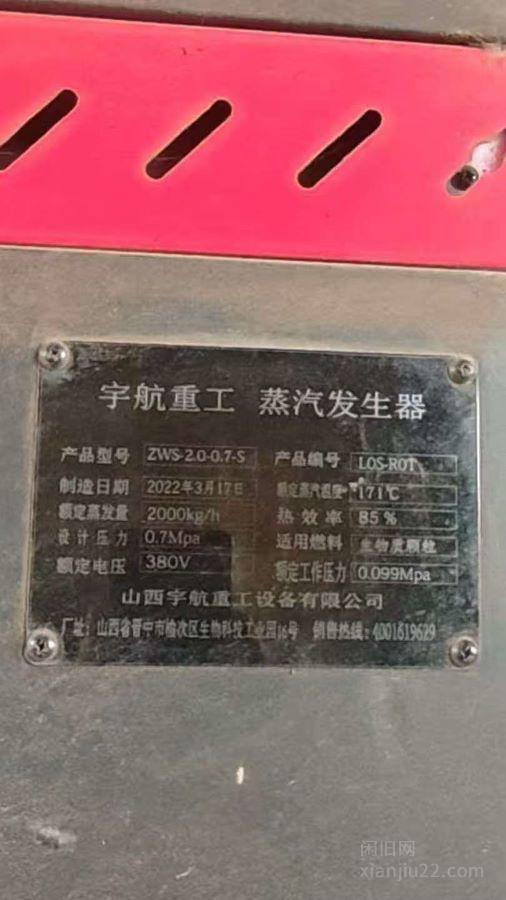 宇航重工 蒸汽发生器
产品型号 ZWS-2.0-0.7-S 产品编号 LOS-ROT
制造日期 2022年3月17日 额定蒸汽温度 171℃
额定蒸发量 2000kg/h 热效率 85%
设计压力 0.7Mpa 适用燃料 生物质颗粒
额定电压 380V 额定工作压力 0.099Mpa
山西宇航重工设备有限公司
厂址：山西省晋中市榆次区生物科技工业园16号 销售热线：4001619629
闲旧网
xianjiu22.com